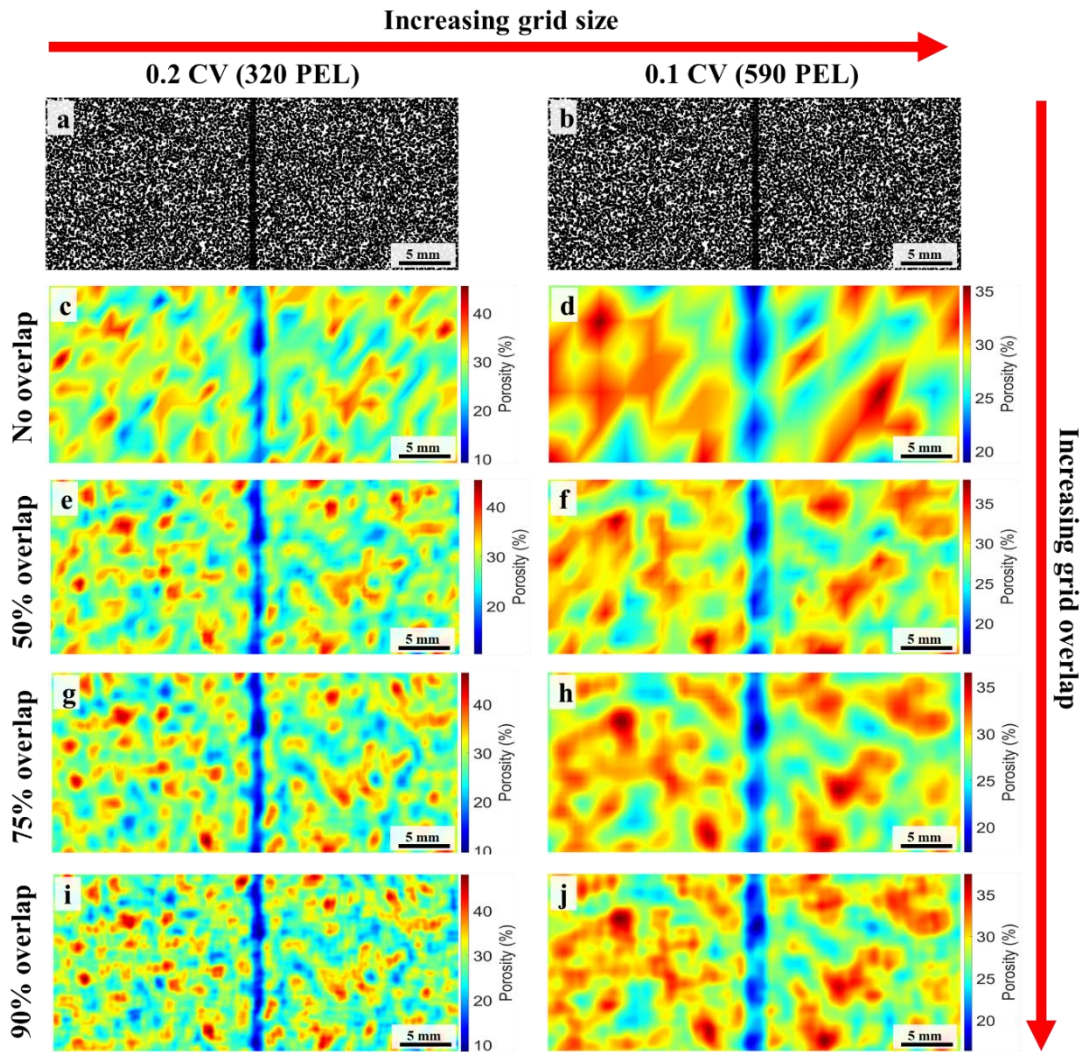 Increasing grid size
0.2 CV (320 PEL)
0.1 CV (590 PEL)
a
5 mm
b
5 mm
No overlap
c
5 mm
40
30
20
10
Porosity (%)
d
5 mm
35
30
25
20
Porosity (%)
50% overlap
e
5 mm
40
30
20
Porosity (%)
f
5 mm
35
30
25
20
Porosity (%)
75% overlap
g
5 mm
40
30
20
10
Porosity (%)
h
5 mm
35
30
25
20
Porosity (%)
90% overlap
i
5 mm
40
30
20
10
Porosity (%)
j
5 mm
35
30
25
20
Porosity (%)
Increasing grid overlap